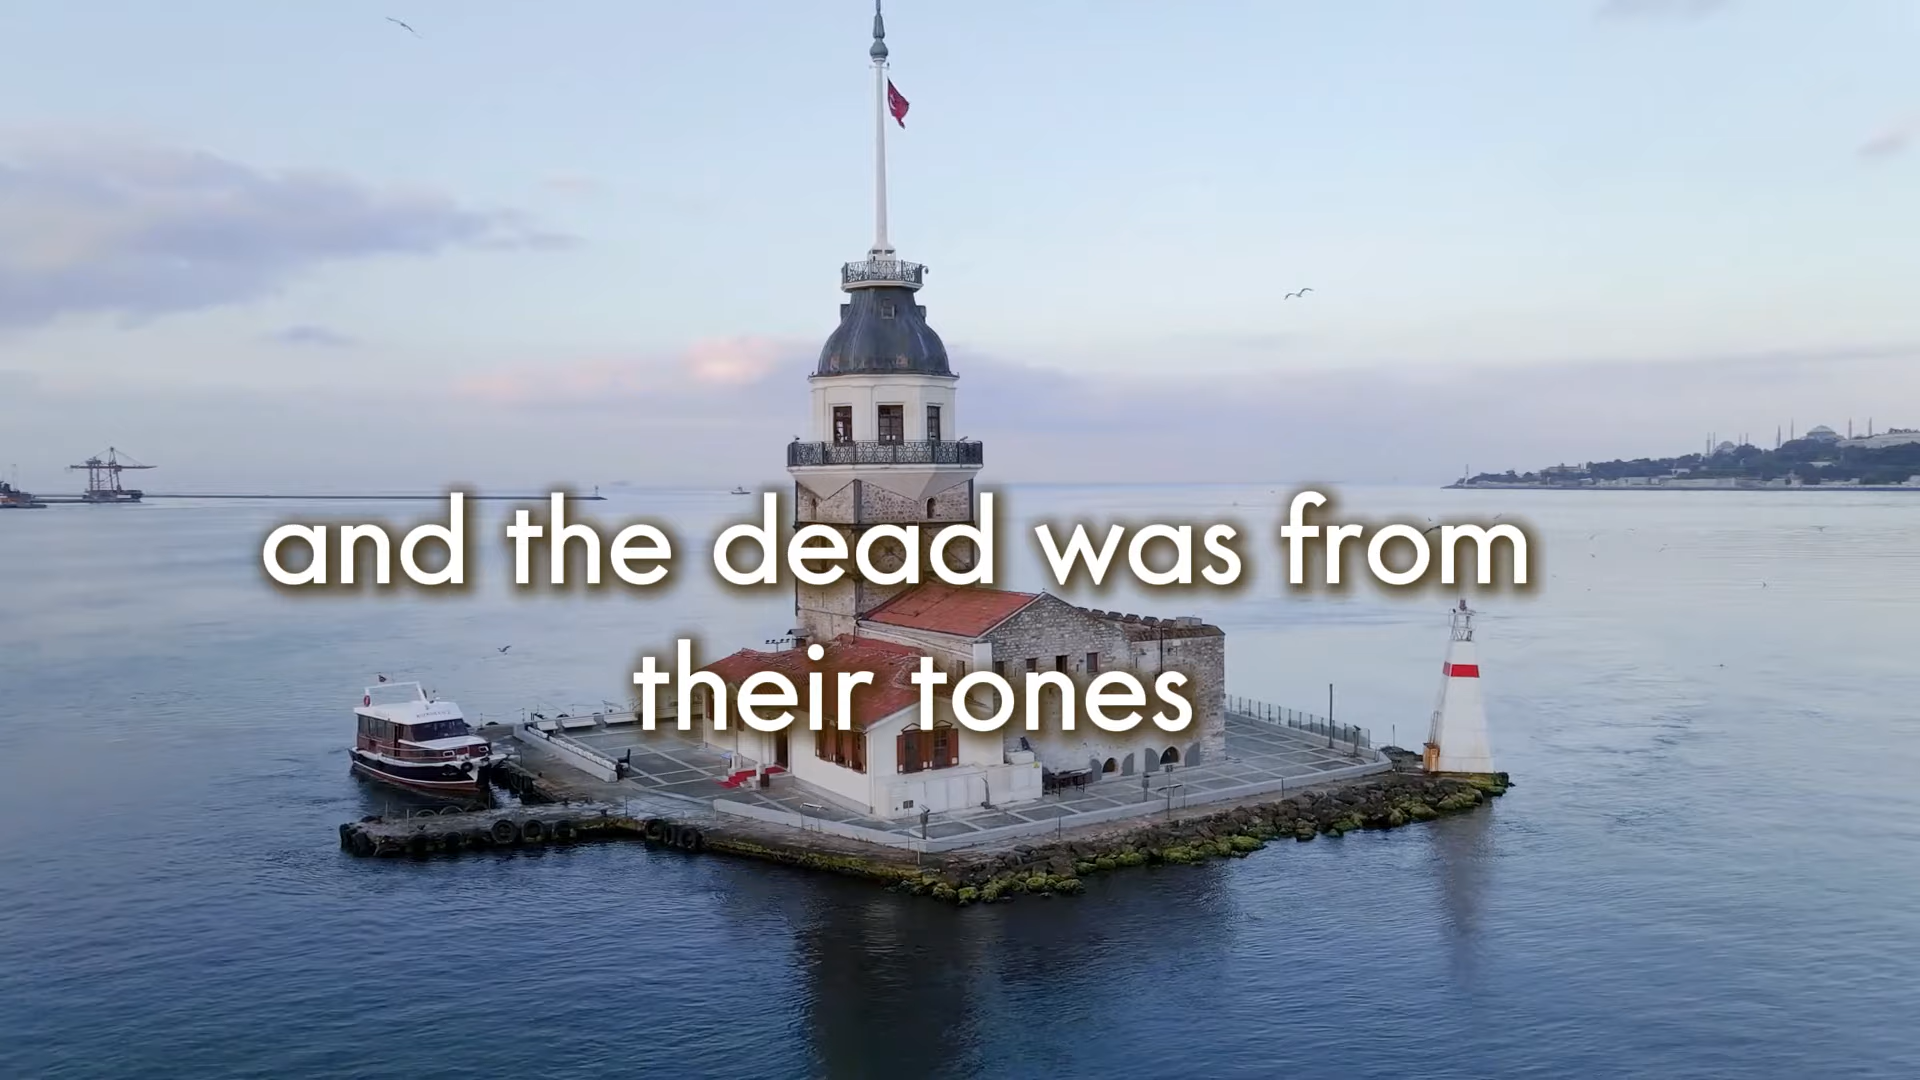 and the dead was from
their tones